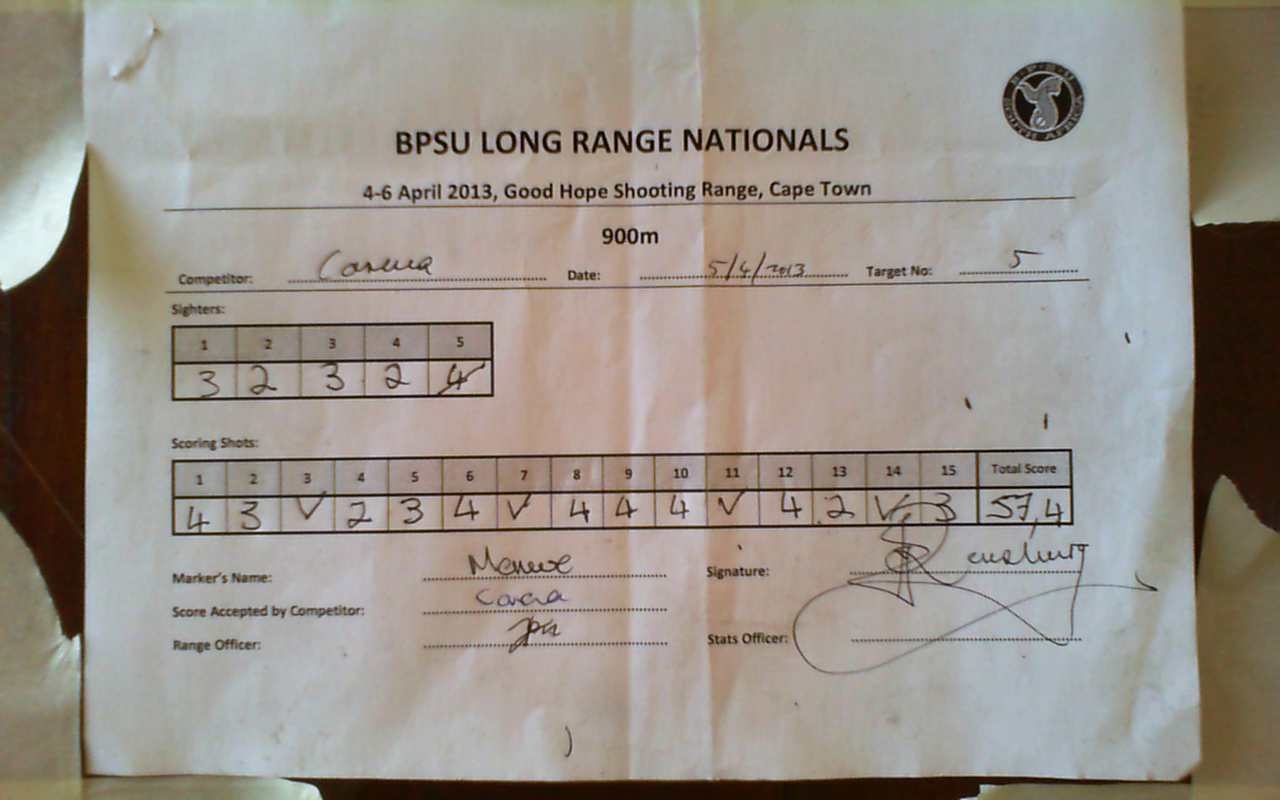 B·P·S·U SOUTH AFRICA
BPSU LONG RANGE NATIONALS
4-6 April 2013, Good Hope Shooting Range, Cape Town
900m
Competitor: Date: 5/4/2013 Target No: 5
Sighters:
1 2 3 4 5
3 2 3 2 4
Scoring Shots:
1 2 3 4 5 6 7 8 9 10 11 12 13 14 15 Total Score
4 3 V 2 3 4 V 4 4 4 V 4 2 V 3 57,4
Marker's Name: Signature:
Score Accepted by Competitor:
Range Officer: Stats Officer: